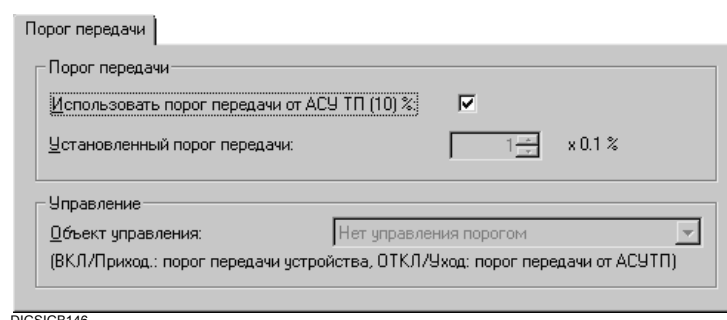 Порог передачи
Порог передачи
Использовать порог передачи от АСУ ТП (10) %:
Установленный порог передачи: 1 x 0.1 %
Управление
Объект управления: Нет управления порогом
(ВКЛ/Приход.: порог передачи устройства, ОТКЛ/Уход: порог передачи от АСУТП)
DIGSIGB146